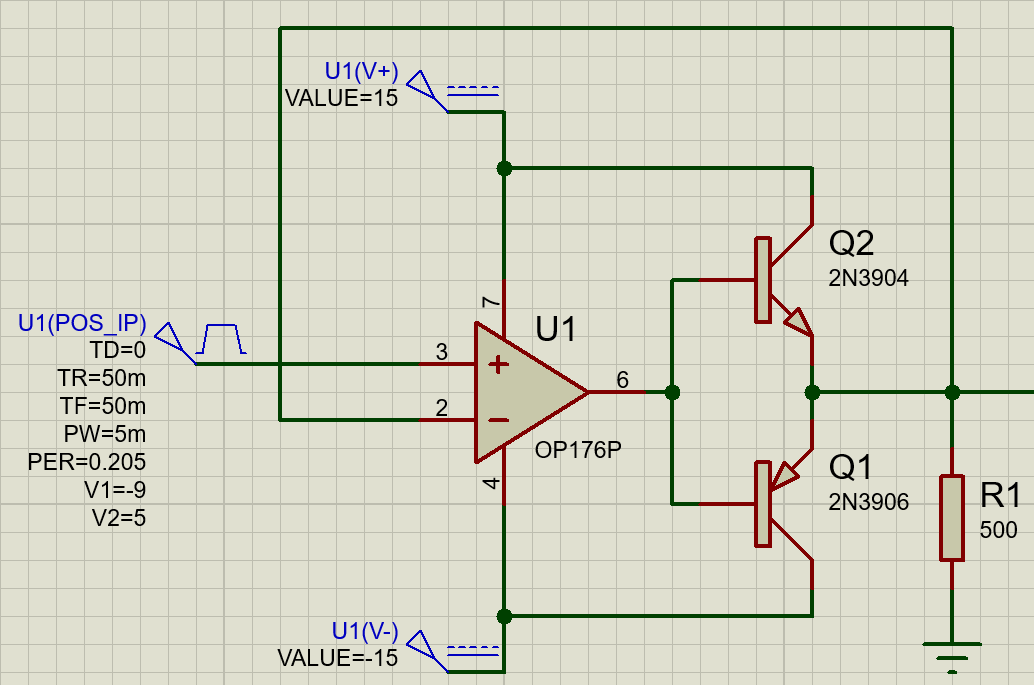 U1(V+)
VALUE=15
Q2
2N3904
7
U1(POS_IP)
TD=0
TR=50m
TF=50m
PW=5m
PER=0.205
V1=-9
V2=5
U1
3
2
6
OP176P
4
Q1
2N3906
R1
500
U1(V-)
VALUE=-15